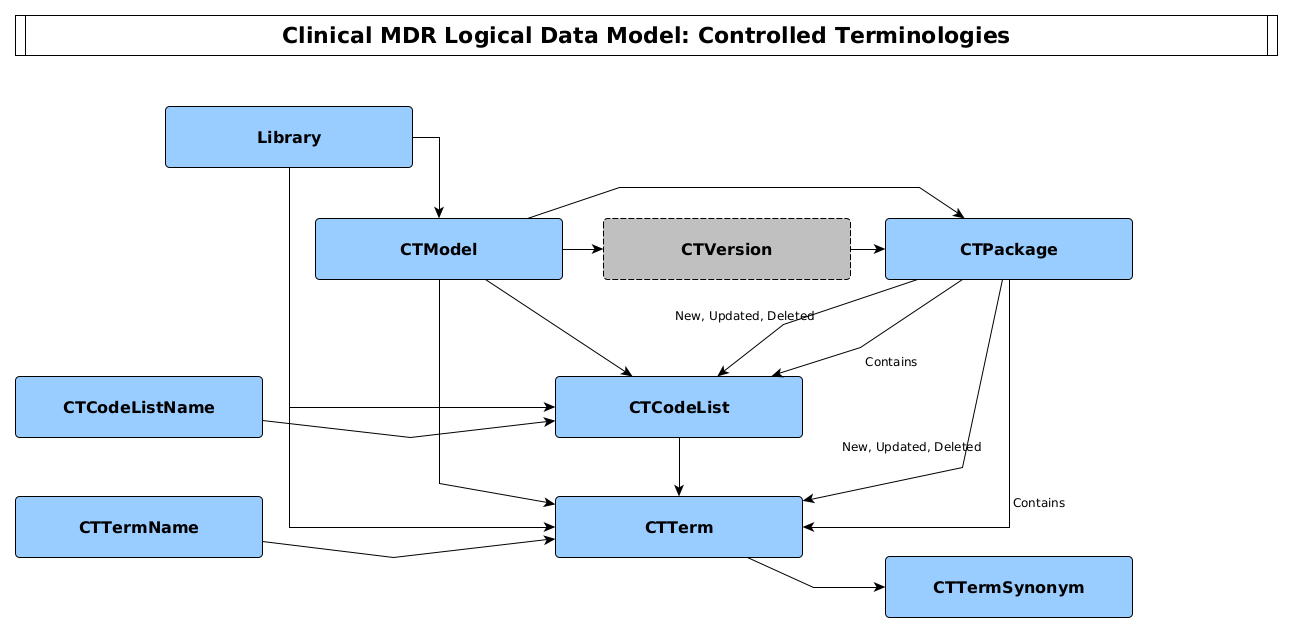 Clinical MDR Logical Data Model: Controlled Terminologies
Library
CTModel
CTVersion
CTPackage
New, Updated, Deleted
Contains
CTCodeListName
CTCodeList
New, Updated, Deleted
Contains
CTTermName
CTTerm
CTTermSynonym